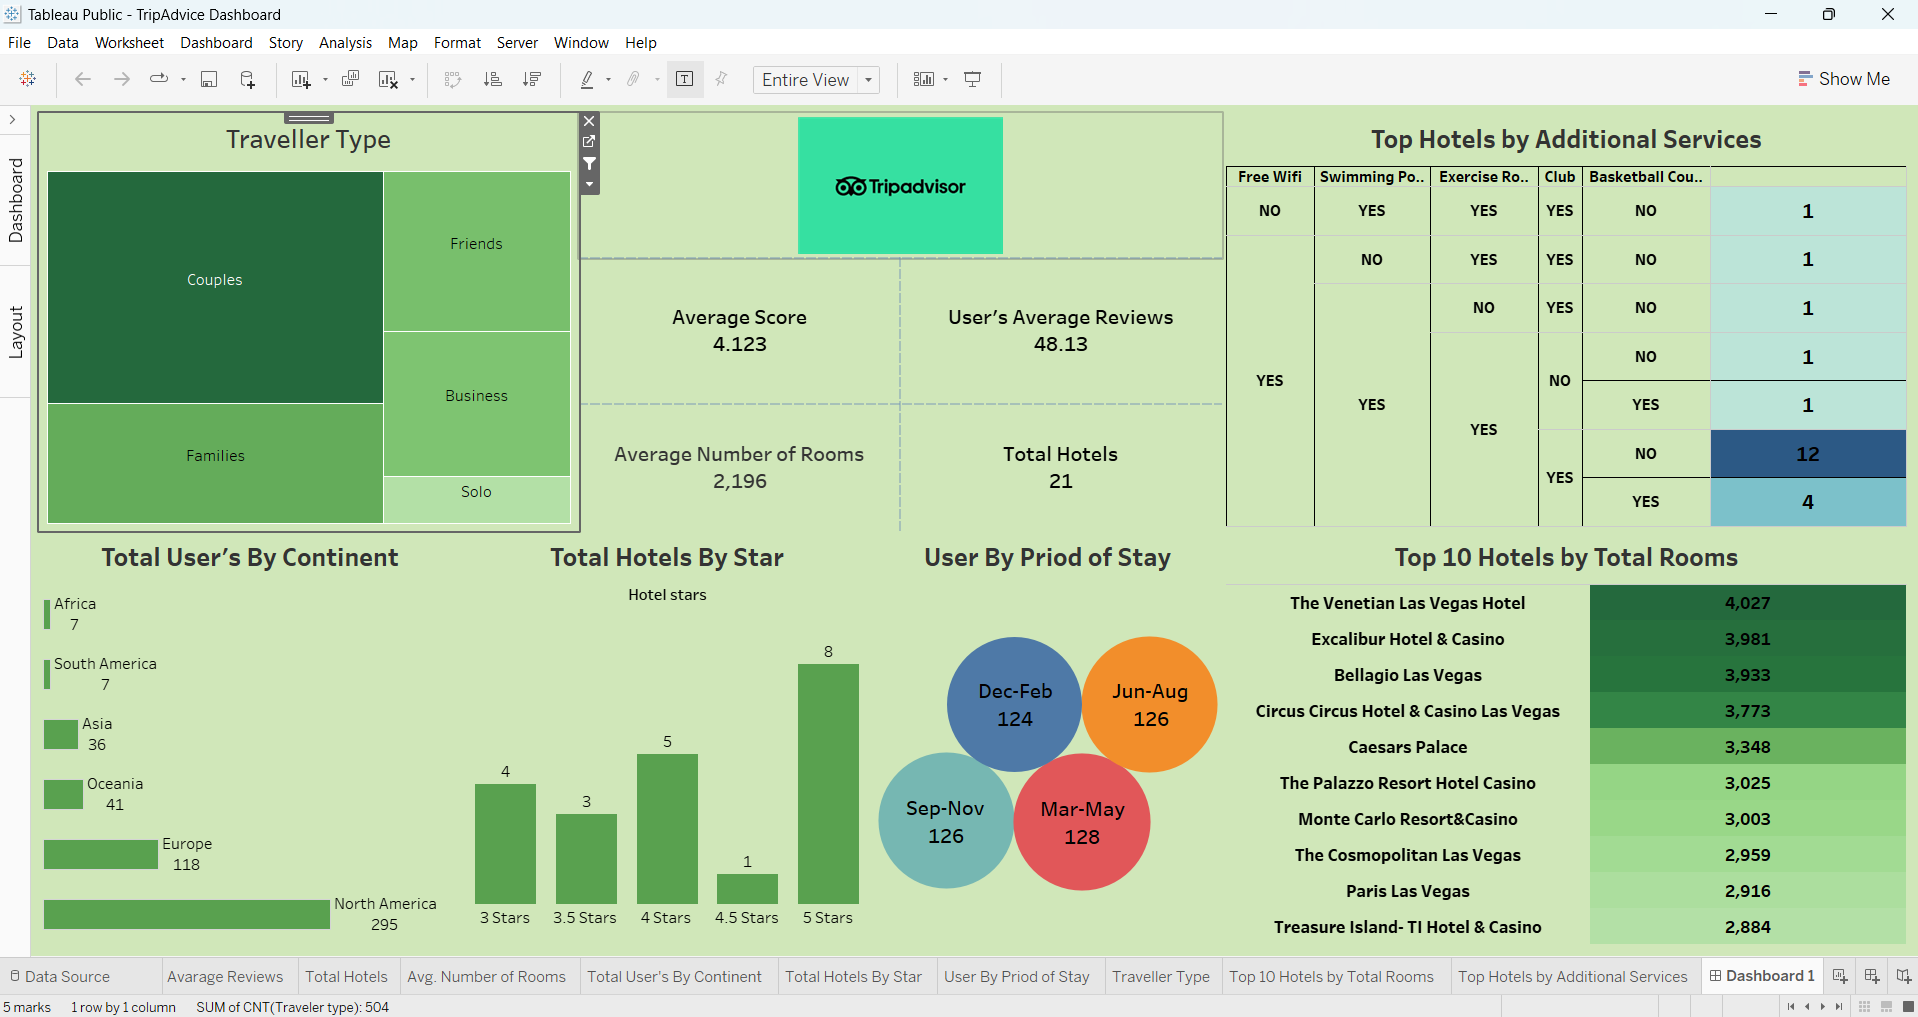 Tableau Public - TripAdvice Dashboard
File Data Worksheet Dashboard Story Analysis Map Format Server Window Help
Entire View
Show Me
Dashboard
Layout
Traveller Type
Couples
Friends
Business
Families
Solo
Tripadvisor
Average Score
4.123
User's Average Reviews
48.13
Average Number of Rooms
2,196
Total Hotels
21
Top Hotels by Additional Services
Free Wifi Swimming Po.. Exercise Ro.. Club Basketball Cou..
NO YES YES YES NO 1
NO YES YES NO 1
NO YES NO 1
NO 1
YES NO
YES YES 1
YES
NO 12
YES
YES 4
Total User's By Continent
Africa
7
South America
7
Asia
36
Oceania
41
Europe
118
North America
295
Total Hotels By Star
Hotel stars
4
3
5
1
8
3 Stars 3.5 Stars 4 Stars 4.5 Stars 5 Stars
User By Priod of Stay
Dec-Feb
124
Jun-Aug
126
Sep-Nov
126
Mar-May
128
Top 10 Hotels by Total Rooms
The Venetian Las Vegas Hotel 4,027
Excalibur Hotel & Casino 3,981
Bellagio Las Vegas 3,933
Circus Circus Hotel & Casino Las Vegas 3,773
Caesars Palace 3,348
The Palazzo Resort Hotel Casino 3,025
Monte Carlo Resort&Casino 3,003
The Cosmopolitan Las Vegas 2,959
Paris Las Vegas 2,916
Treasure Island- TI Hotel & Casino 2,884
Data Source Avarage Reviews Total Hotels Avg. Number of Rooms Total User's By Continent Total Hotels By Star User By Priod of Stay Traveller Type Top 10 Hotels by Total Rooms Top Hotels by Additional Services Dashboard 1
5 marks 1 row by 1 column SUM of CNT(Traveler type): 504